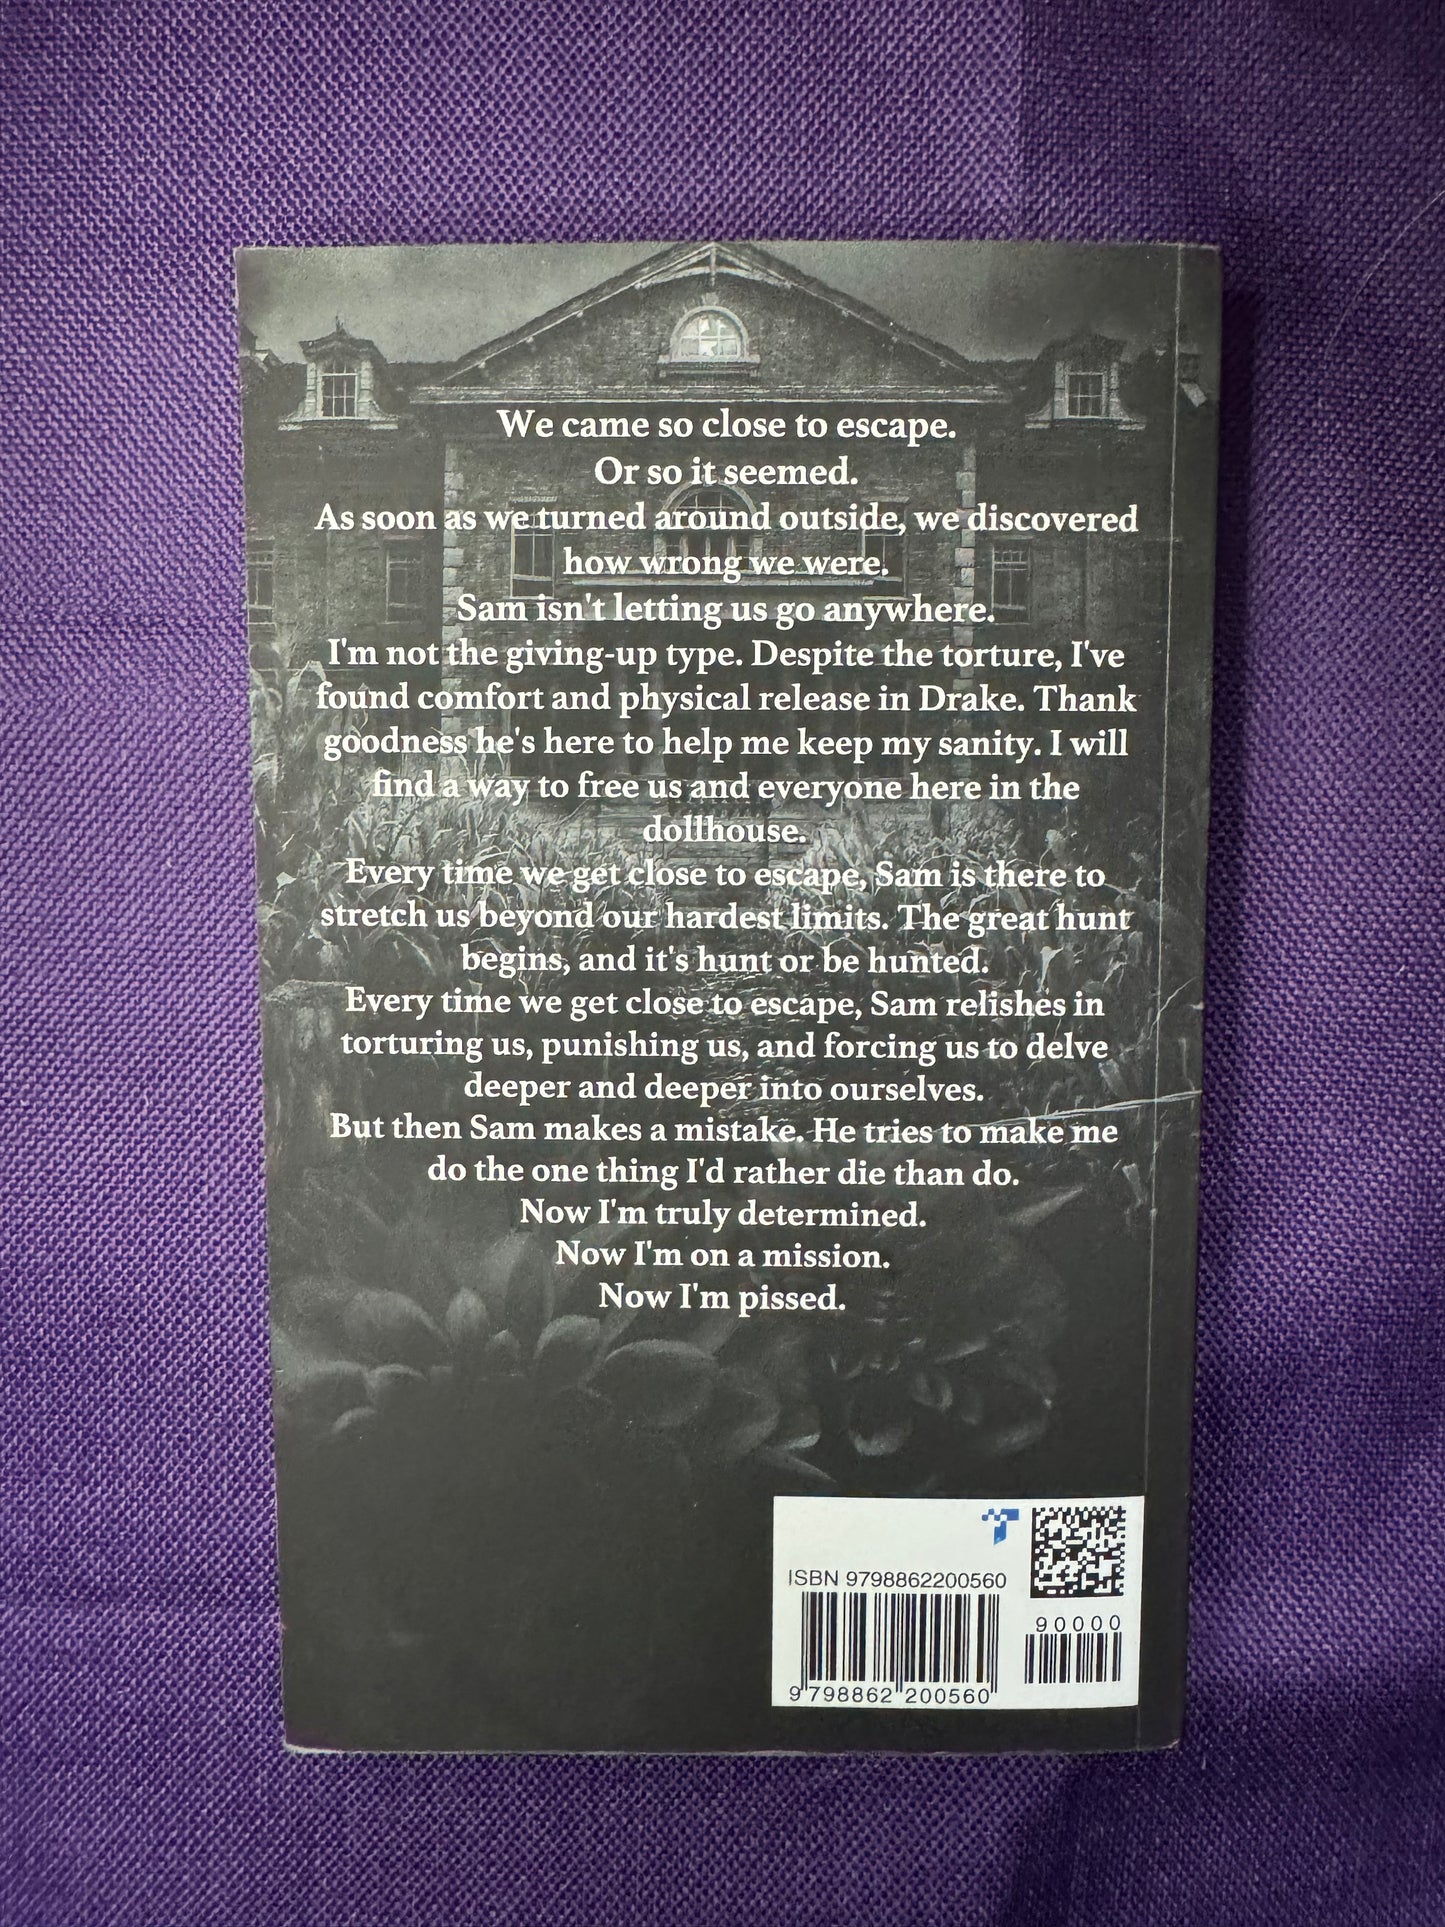 We came so close to escape.
Or so it seemed.
As soon as we turned around outside, we discovered
how wrong we were.
Sam isn't letting us go anywhere.
I'm not the giving-up type. Despite the torture, I've
found comfort and physical release in Drake. Thank
goodness he's here to help me keep my sanity. I will
find a way to free us and everyone here in the
dollhouse.
Every time we get close to escape, Sam is there to
stretch us beyond our hardest limits. The great hunt
begins, and it's hunt or be hunted.
Every time we get close to escape, Sam relishes in
torturing us, punishing us, and forcing us to delve
deeper and deeper into ourselves.
But then Sam makes a mistake. He tries to make me
do the one thing I'd rather die than do.
Now I'm truly determined.
Now I'm on a mission.
Now I'm pissed.
ISBN 9798862200560
90000
9 798862 200560